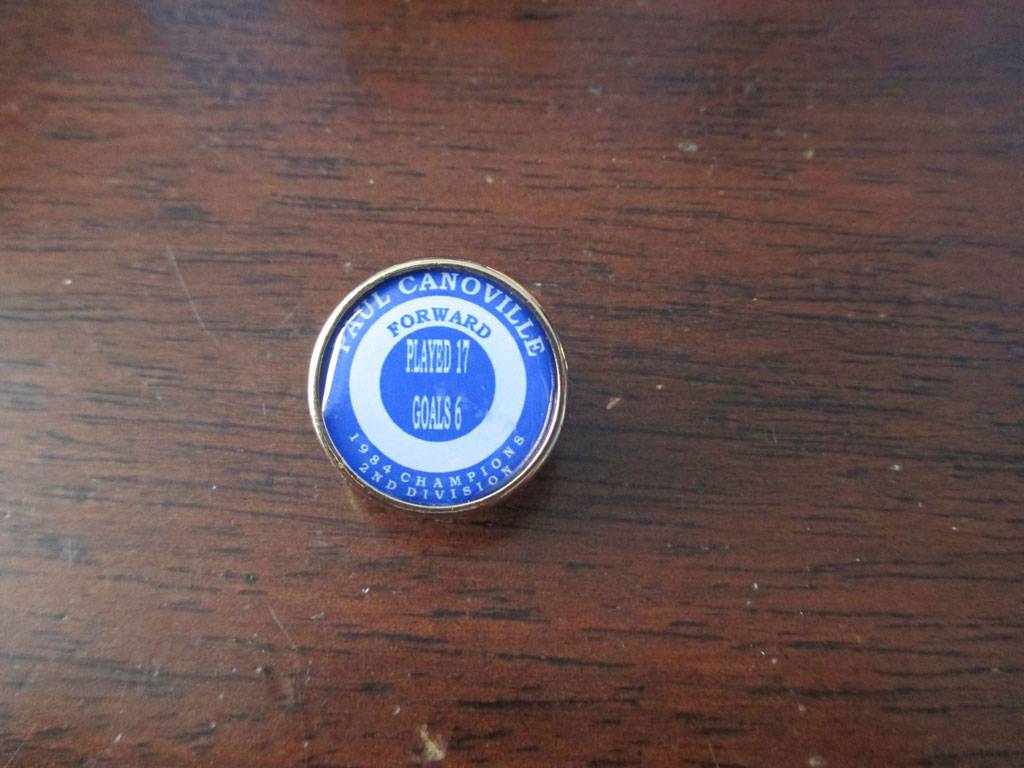 PAUL CANOVILLE
FORWARD
PLAYED 17
GOALS 6
1984 CHAMPIONS
2ND DIVISION